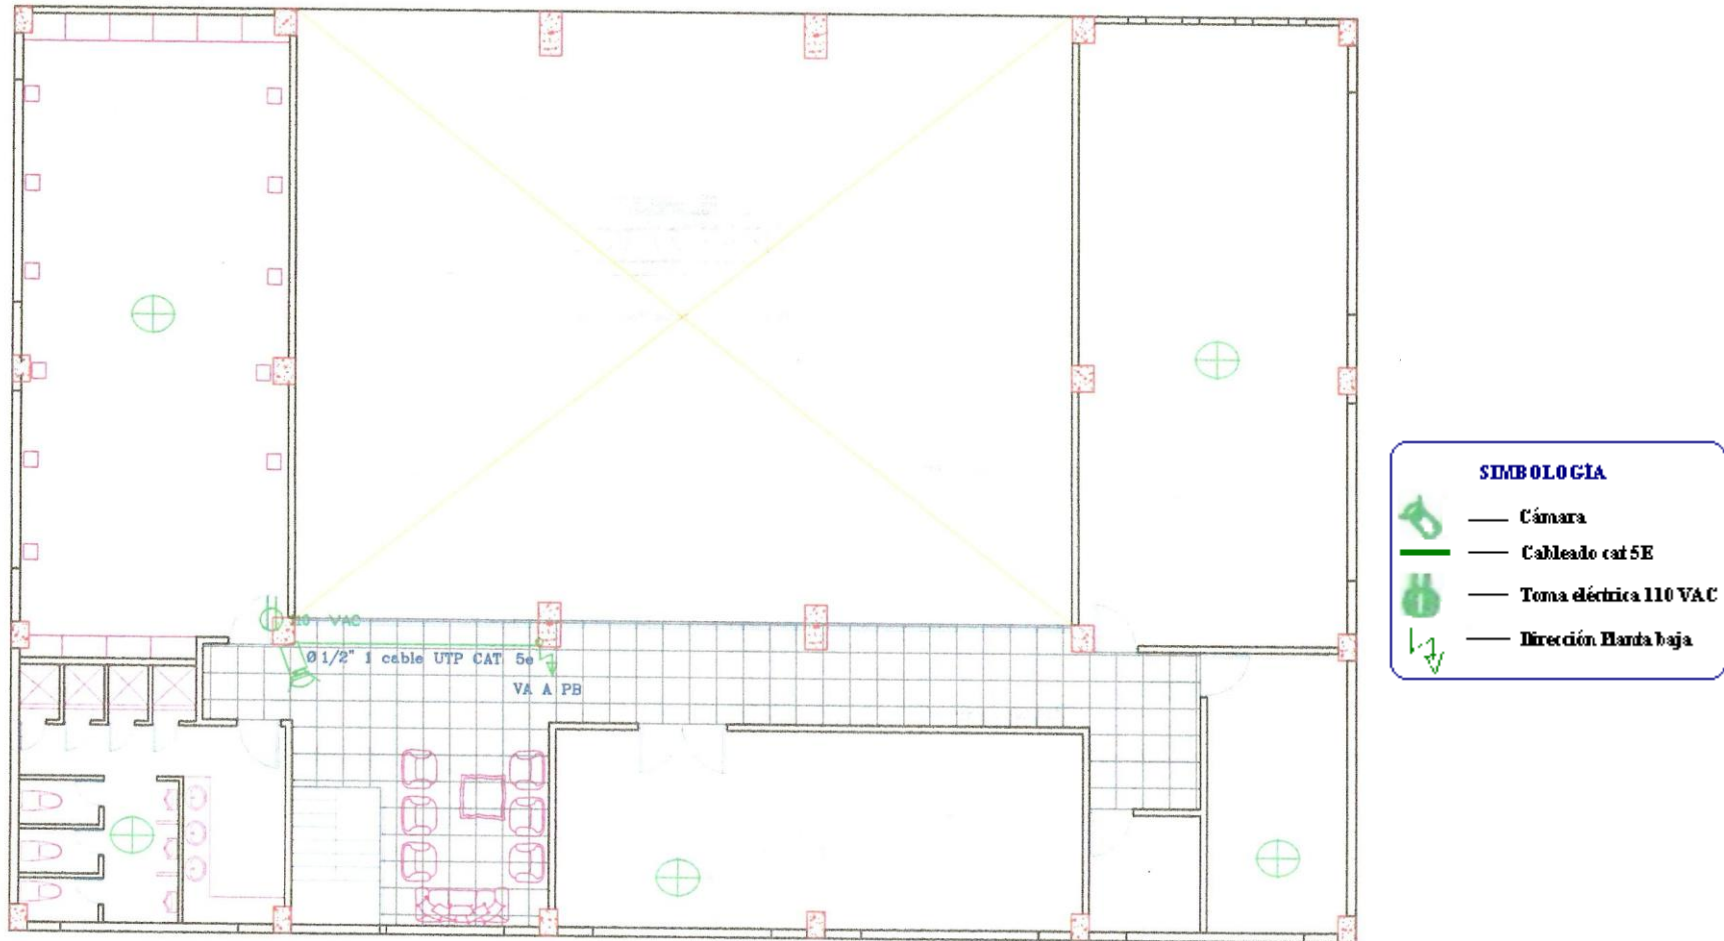 110 VAC
Ø 1/2" 1 cable UTP CAT 5e
VA A PB
SIMBOLOGÍA
Cámara
Cableado cat 5E
Toma eléctrica 110 VAC
Dirección Planta baja